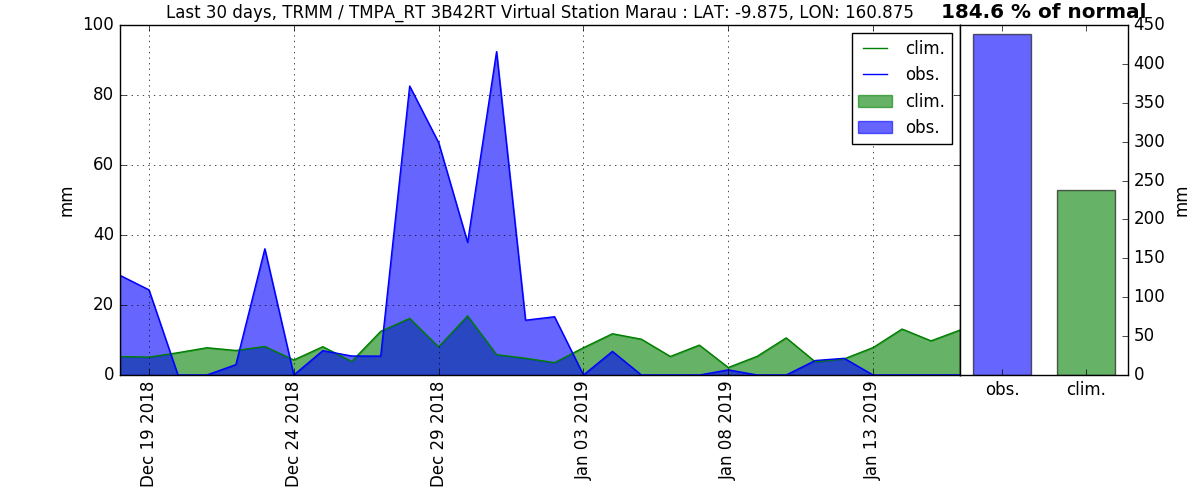 Last 30 days, TRMM / TMPA_RT 3B42RT Virtual Station Marau : LAT: -9.875, LON: 160.875
184.6 % of normal
100
80
60
40
20
0
mm
clim.
obs.
clim.
obs.
450
400
350
300
250
200
150
100
50
0
mm
obs.
clim.
Dec 19 2018
Dec 24 2018
Dec 29 2018
Jan 03 2019
Jan 08 2019
Jan 13 2019